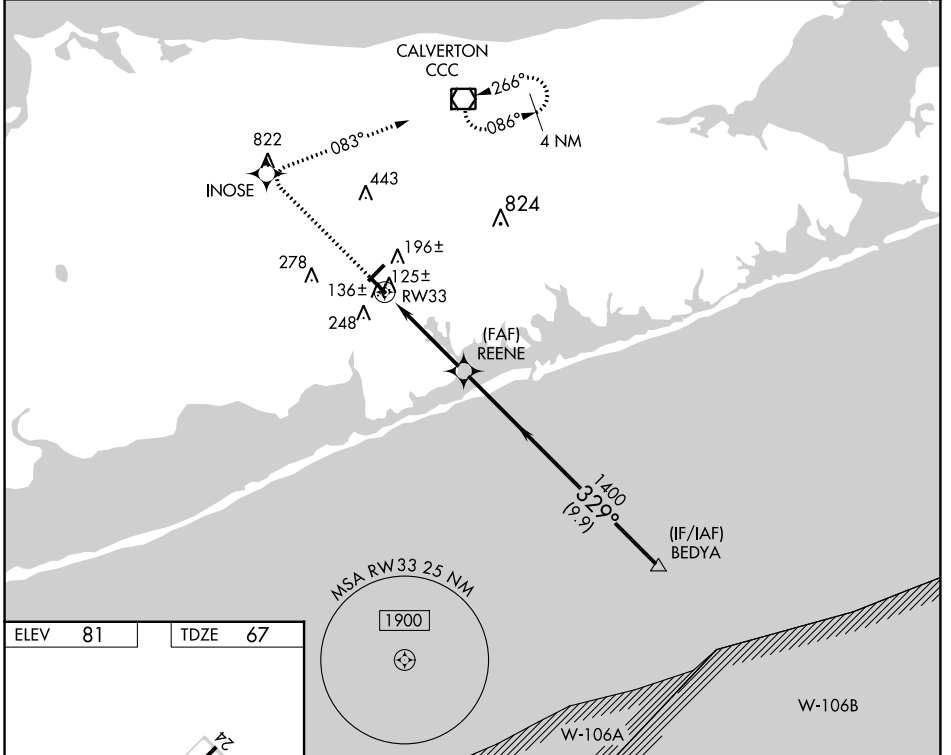 CALVERTON
CCC
266°
086°
4 NM
083°
822
INOSE
443
824
196±
278
125±
136±
RW33
248
(FAF)
REENE
1400
329°
(9.9)
(IF/IAF)
BEDYA
MSA RW33 25 NM
1900
ELEV 81
TDZE 67
24
W-106A
W-106B